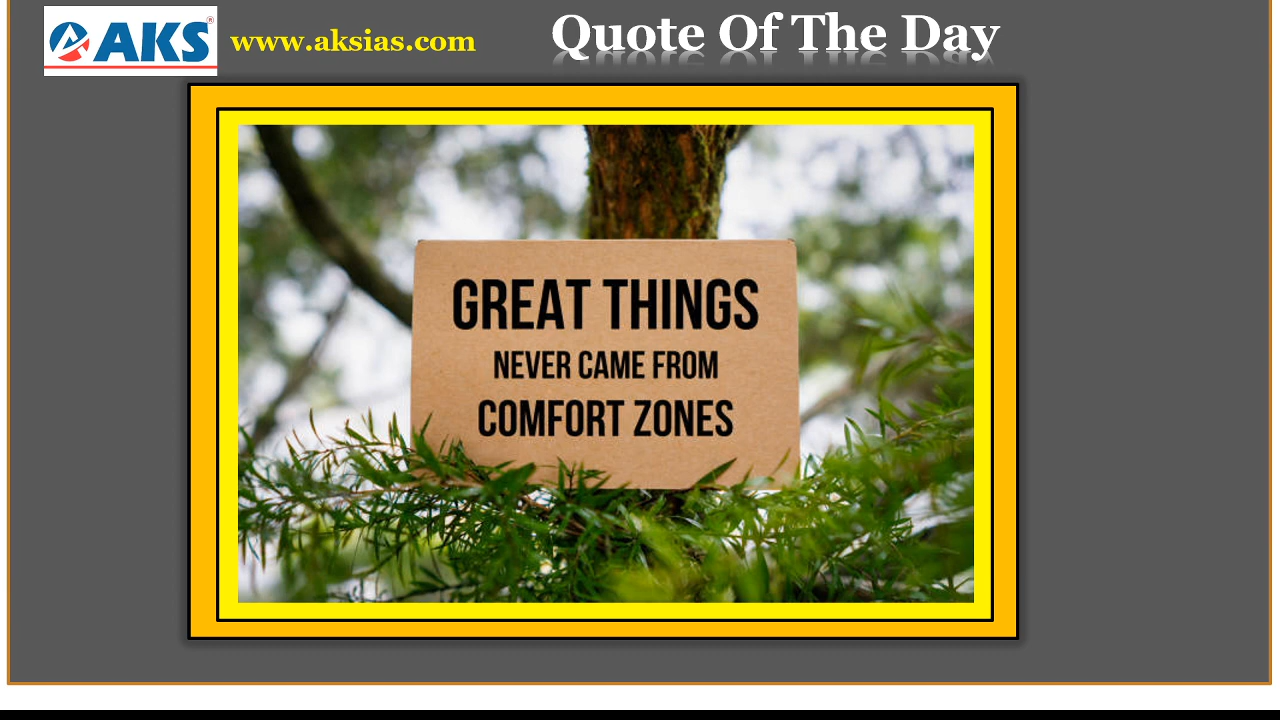 AKS®
www.aksias.com
Quote Of The Day
GREAT THINGS
NEVER CAME FROM
COMFORT ZONES